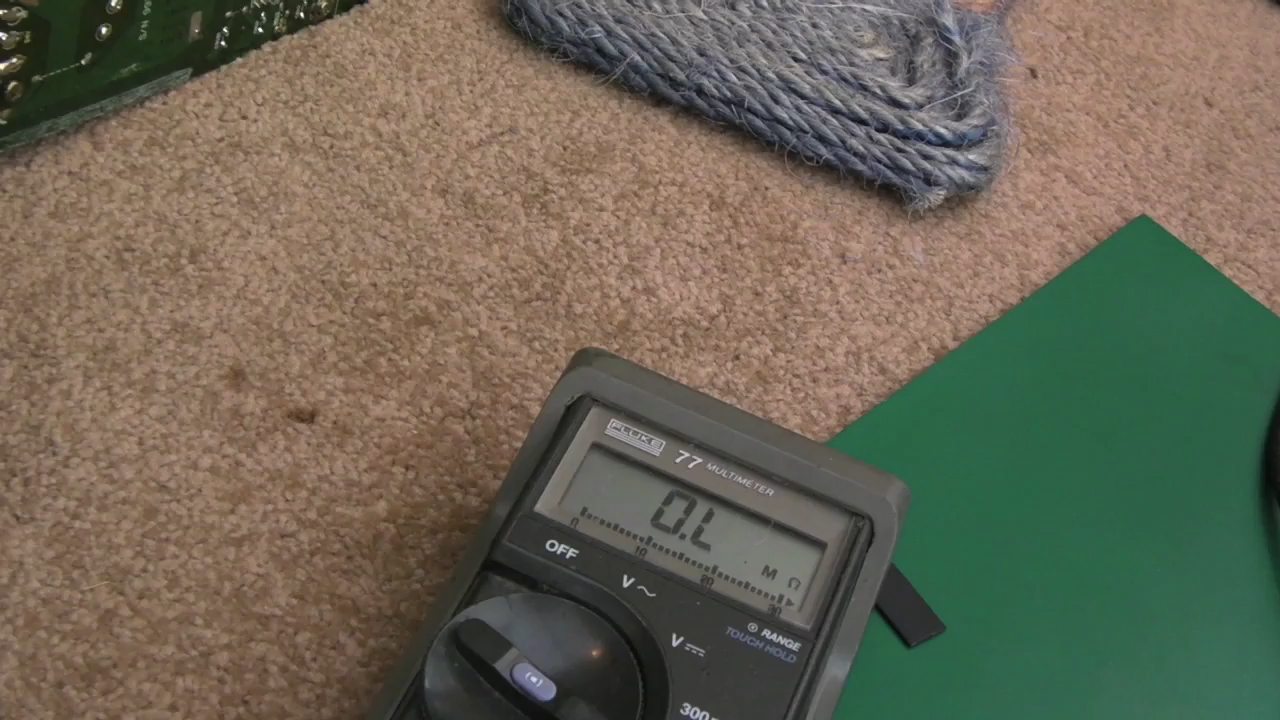 FLUKE 77 MULTIMETER
0.L
0 10 20 30
M Ω
OFF
V~
V
RANGE
TOUCH HOLD
300